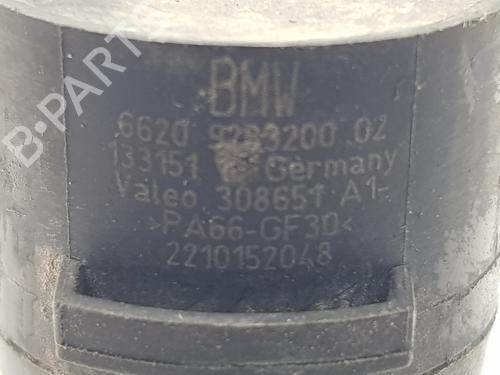 BMW
6620 9283200 02
133151 Germany
Valeo 308651 A1-
>PA66-GF30<
2210152048
B-PARTS